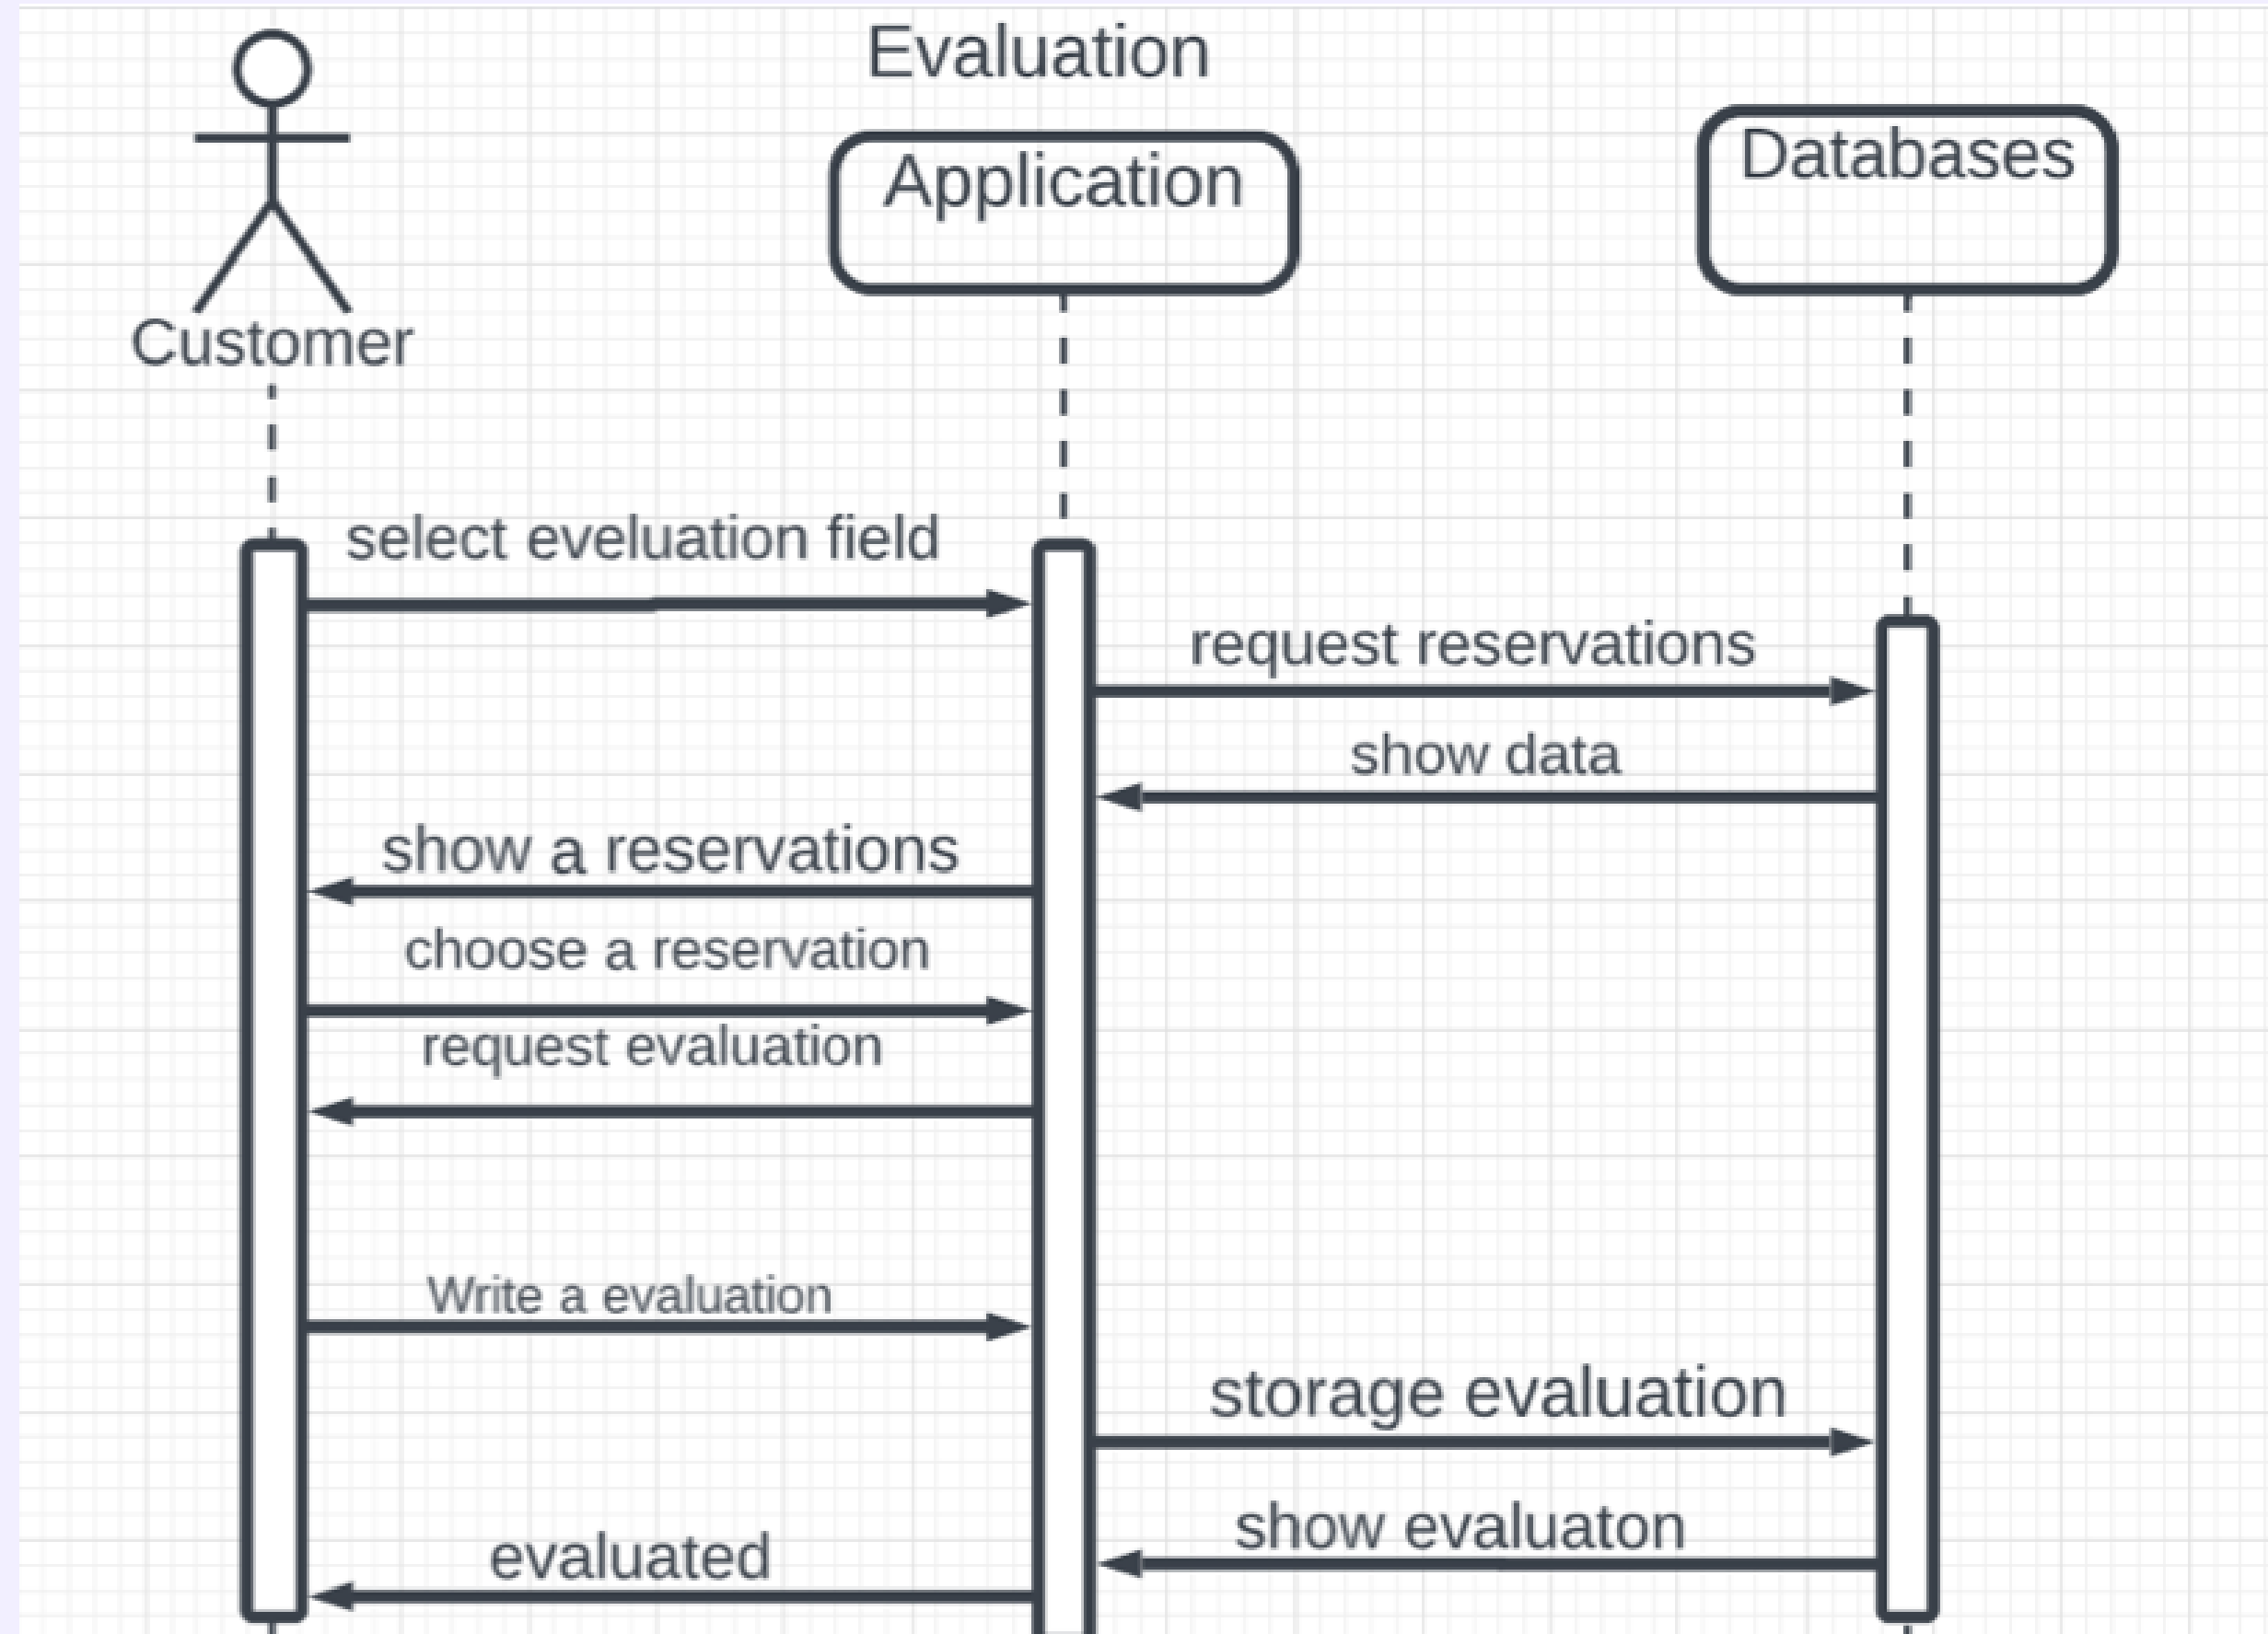 Evaluation
Application
Databases
Customer
select eveluation field
request reservations
show data
show a reservations
choose a reservation
request evaluation
Write a evaluation
storage evaluation
show evaluaton
evaluated